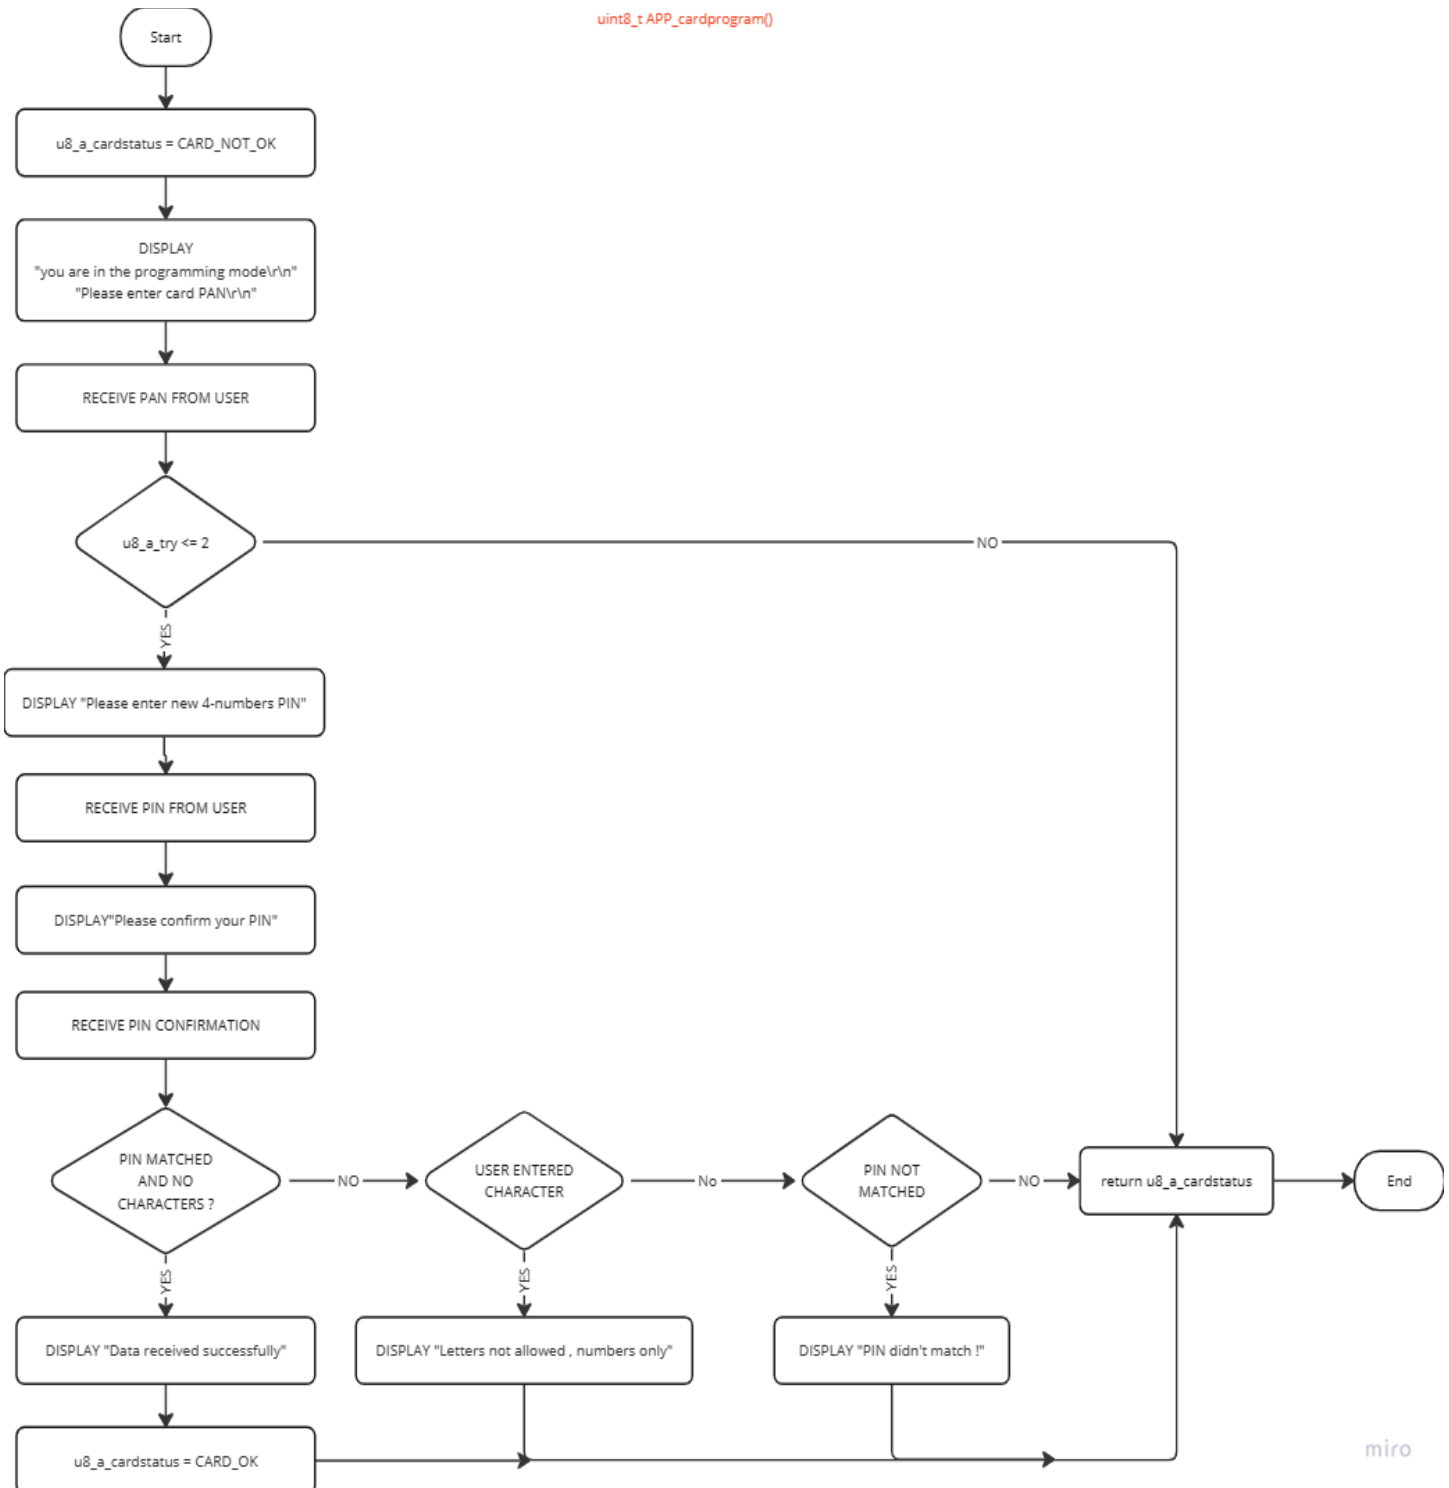 uint8_t APP_cardprogram()
Start
u8_a_cardstatus = CARD_NOT_OK
DISPLAY
"you are in the programming mode\r\n"
"Please enter card PAN\r\n"
RECEIVE PAN FROM USER
u8_a_try <= 2
NO
YES
DISPLAY "Please enter new 4-numbers PIN"
RECEIVE PIN FROM USER
DISPLAY"Please confirm your PIN"
RECEIVE PIN CONFIRMATION
PIN MATCHED
AND NO
CHARACTERS ?
NO
USER ENTERED
CHARACTER
No
PIN NOT
MATCHED
NO
return u8_a_cardstatus
End
YES
YES
YES
DISPLAY "Data received successfully"
DISPLAY "Letters not allowed , numbers only"
DISPLAY "PIN didn't match !"
u8_a_cardstatus = CARD_OK
miro